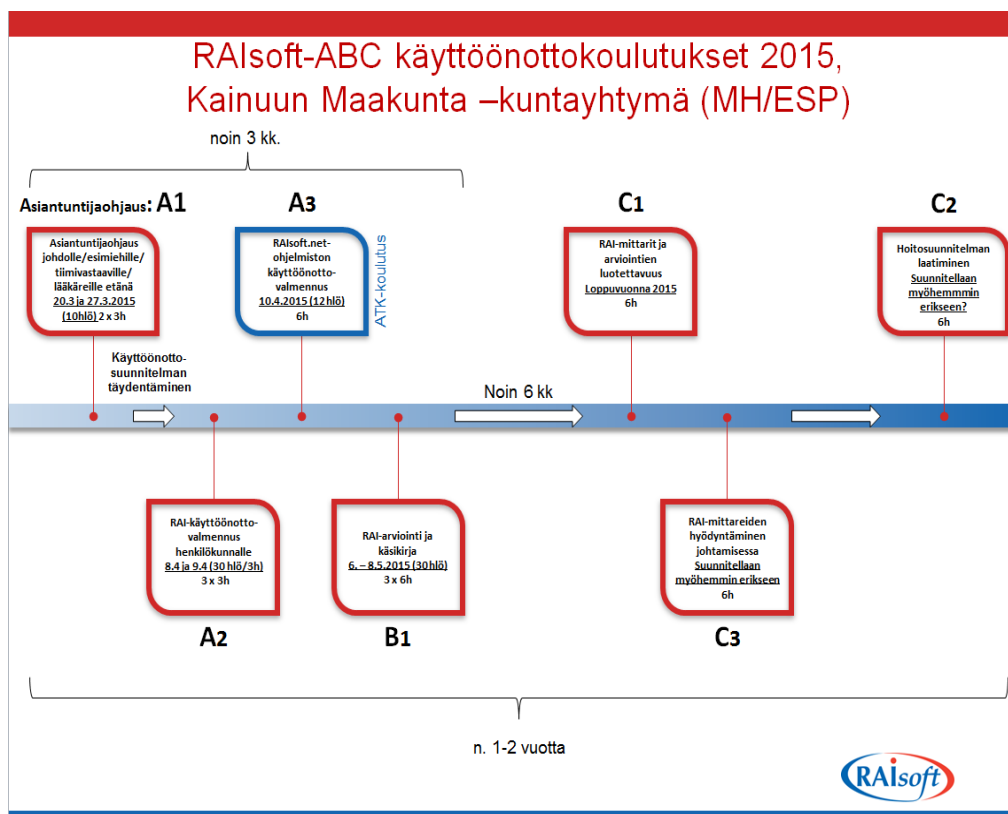 RAIsoft-ABC käyttöönottokoulutukset 2015,
Kainuun Maakunta –kuntayhtymä (MH/ESP)
noin 3 kk.
Asiantuntijaohjaus: A1
A3
C1
C2
Asiantuntijaohjaus
johdolle/esimiehille/
tiimivastaaville/
lääkäreille etänä
20.3 ja 27.3.2015
(10hlö) 2 x 3h
RAIsoft.net-
ohjelmiston
käyttöönotto-
valmennus
10.4.2015 (12 hlö)
6h
ATK-koulutus
RAI-mittarit ja
arviointien
luotettavuus
Loppuvuonna 2015
6h
Hoitosuunnitelman
laatiminen
Suunnitellaan
myöhemmmin
erikseen?
6h
Käyttöönotto-
suunnitelman
täydentäminen
Noin 6 kk
RAI-käyttöönotto-
valmennus
henkilökunnalle
8.4 ja 9.4 (30 hlö/3h)
3 x 3h
RAI-arviointi ja
käsikirja
6. – 8.5.2015 (30hlö)
3 x 6h
RAI-mittareiden
hyödyntäminen
johtamisessa
Suunnitellaan
myöhemmin erikseen
6h
A2
B1
C3
n. 1-2 vuotta
RAIsoft